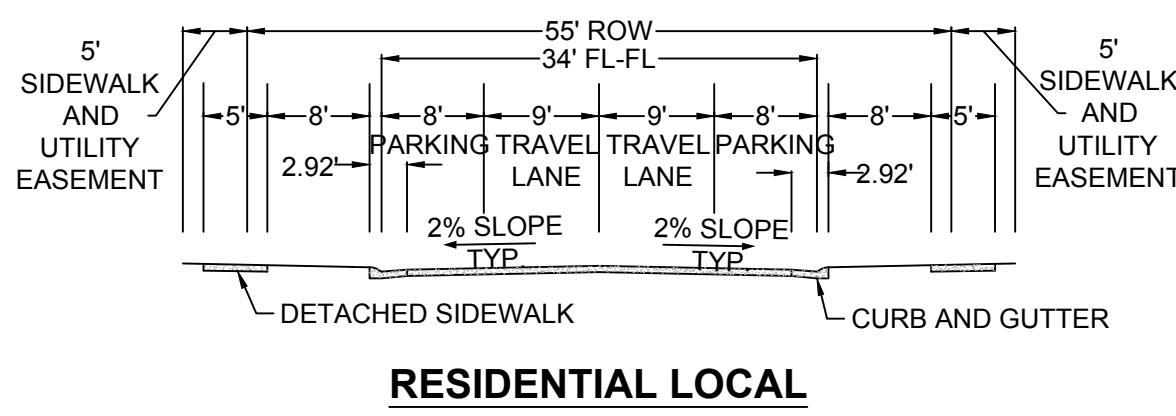 55' ROW
34' FL-FL
5'
SIDEWALK
AND
UTILITY
EASEMENT
5'
SIDEWALK
AND
UTILITY
EASEMENT
5' 8' 8' 9' 9' 8' 8' 5'
PARKING TRAVEL TRAVEL PARKING
LANE LANE
2.92' 2.92'
2% SLOPE 2% SLOPE
TYP. TYP.
DETACHED SIDEWALK
CURB AND GUTTER
RESIDENTIAL LOCAL